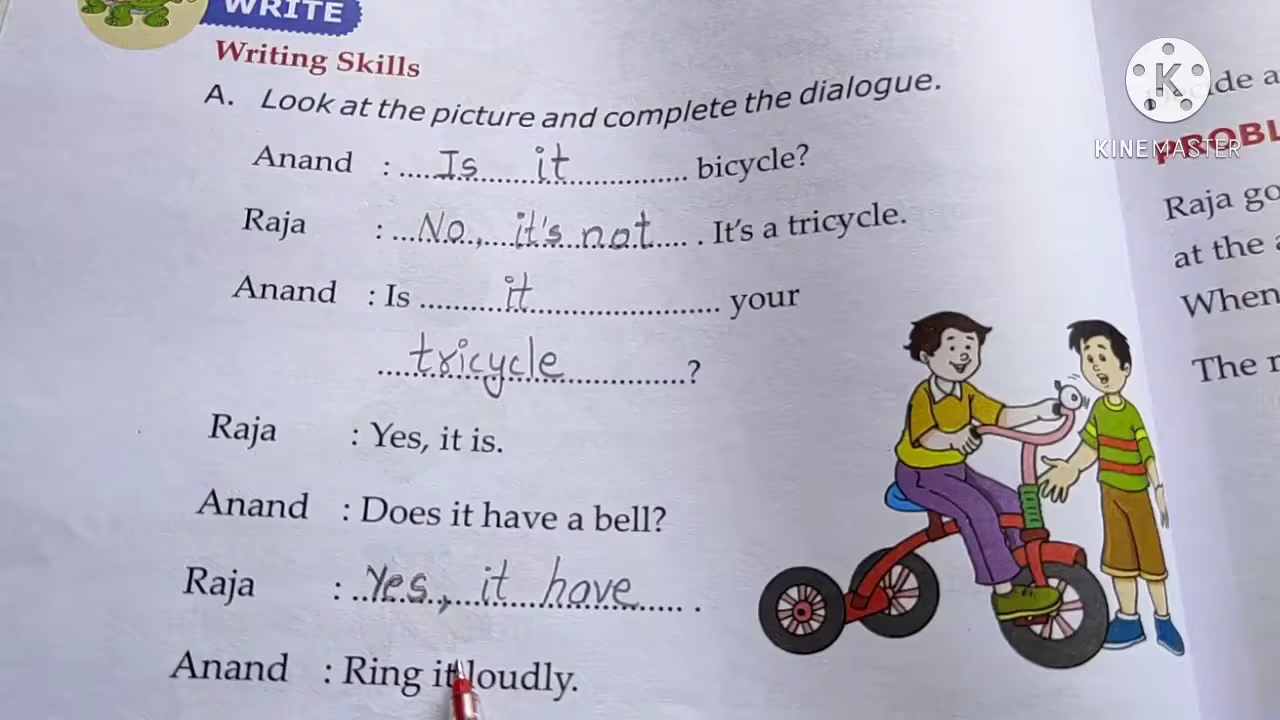 WRITE
Writing Skills
A. Look at the picture and complete the dialogue.
Anand : Is it bicycle?
Raja : No, it's not. It's a tricycle.
Anand : Is it your
tricycle?
Raja : Yes, it is.
Anand : Does it have a bell?
Raja : Yes, it have.
Anand : Ring it loudly.
K
KINEMASTER
Raja go
at the
When
The